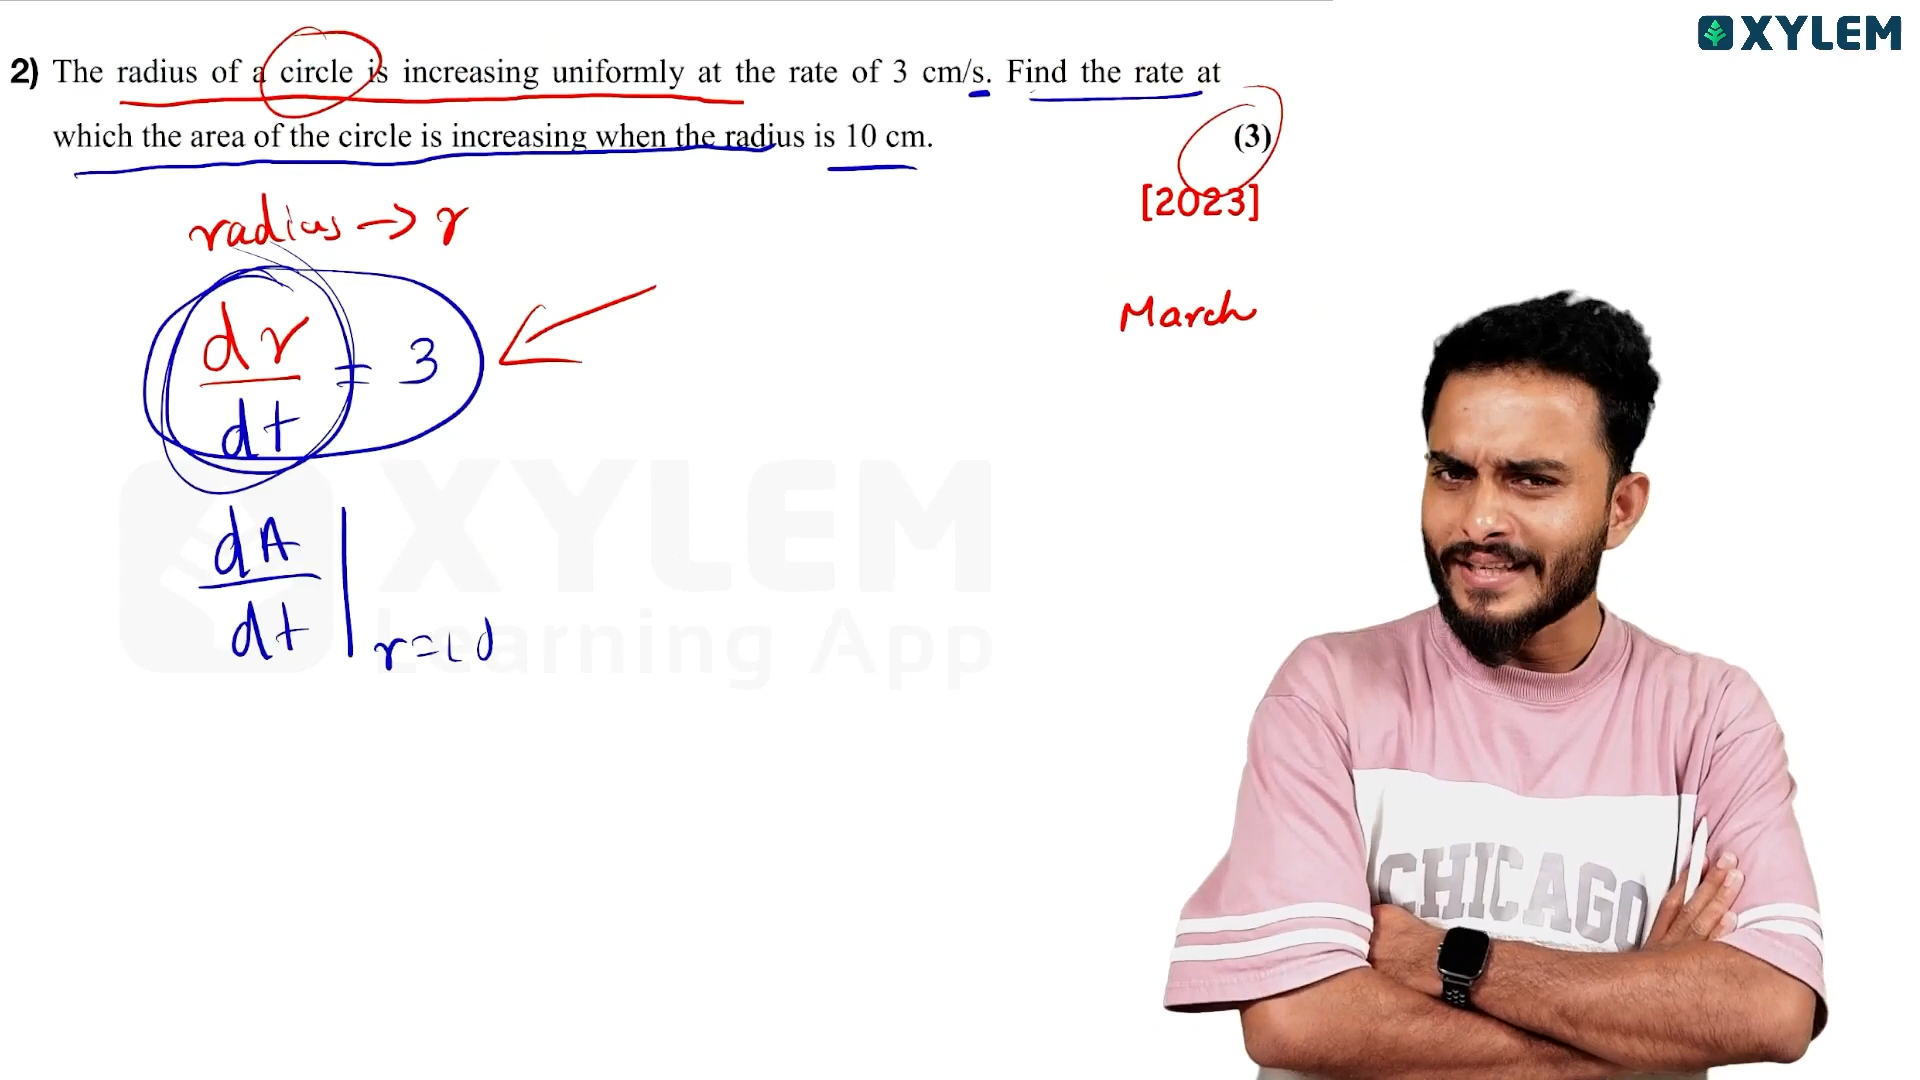 XYLEM
2) The radius of a circle is increasing uniformly at the rate of 3 cm/s. Find the rate at
which the area of the circle is increasing when the radius is 10 cm.
(3)
[2023]
radius → r
March
dr
dt
= 3
XYLEM
Learning App
dA
dt
r=10
CHICAGO